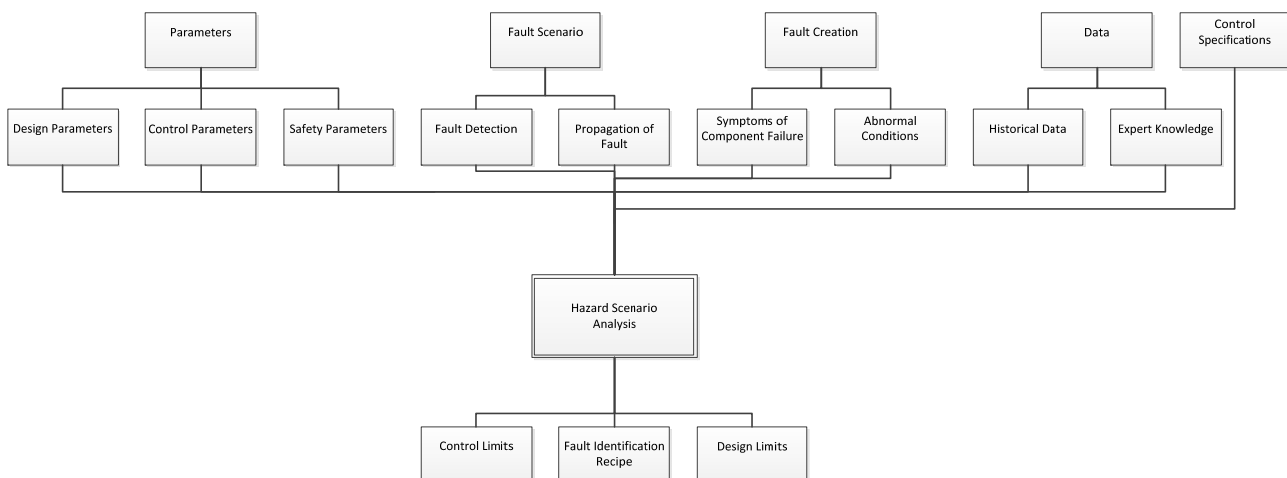 Parameters
Fault Scenario
Fault Creation
Data
Control
Specifications
Design Parameters
Control Parameters
Safety Parameters
Fault Detection
Propagation of
Fault
Symptoms of
Component Failure
Abnormal
Conditions
Historical Data
Expert Knowledge
Hazard Scenario
Analysis
Control Limits
Fault Identification
Recipe
Design Limits